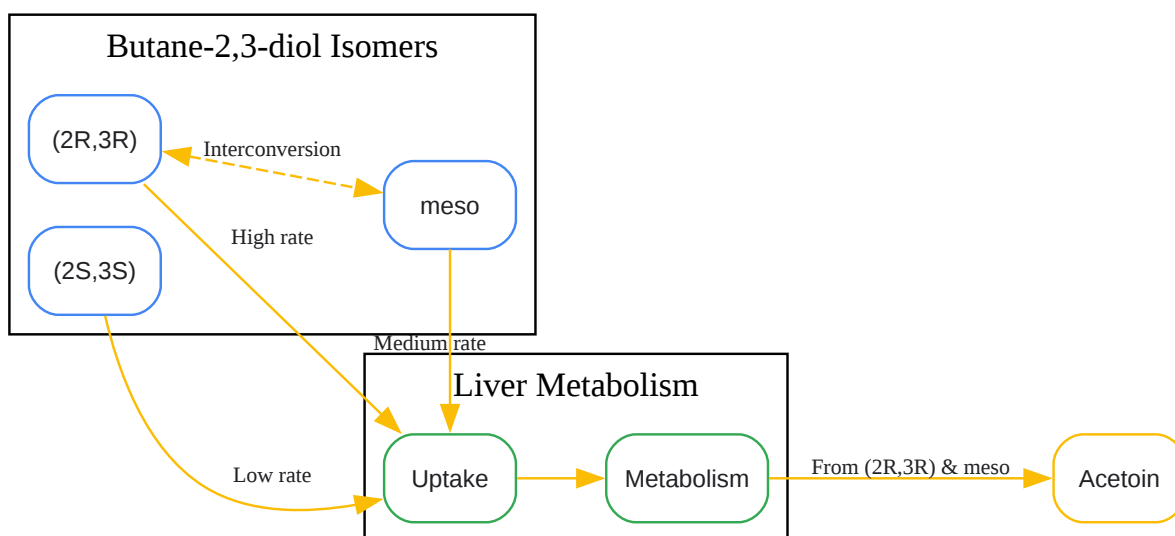 Butane-2,3-diol Isomers
(2R,3R)
Interconversion
meso
High rate
(2S,3S)
Medium rate
Liver Metabolism
Low rate
Uptake
Metabolism
From (2R,3R) & meso
Acetoin